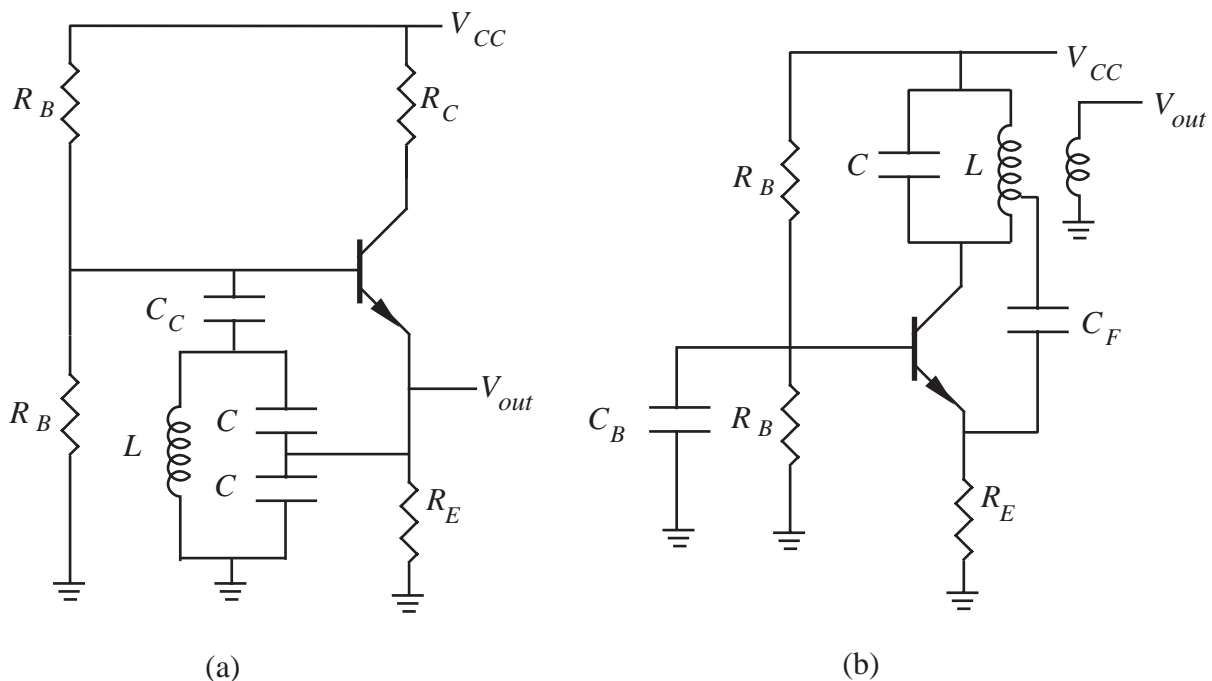 V_CC
R_B
R_C
C_C
R_B
C
L
C
V_out
R_E
(a)
V_CC
V_out
R_B
C
L
C_F
C_B
R_B
R_E
(b)